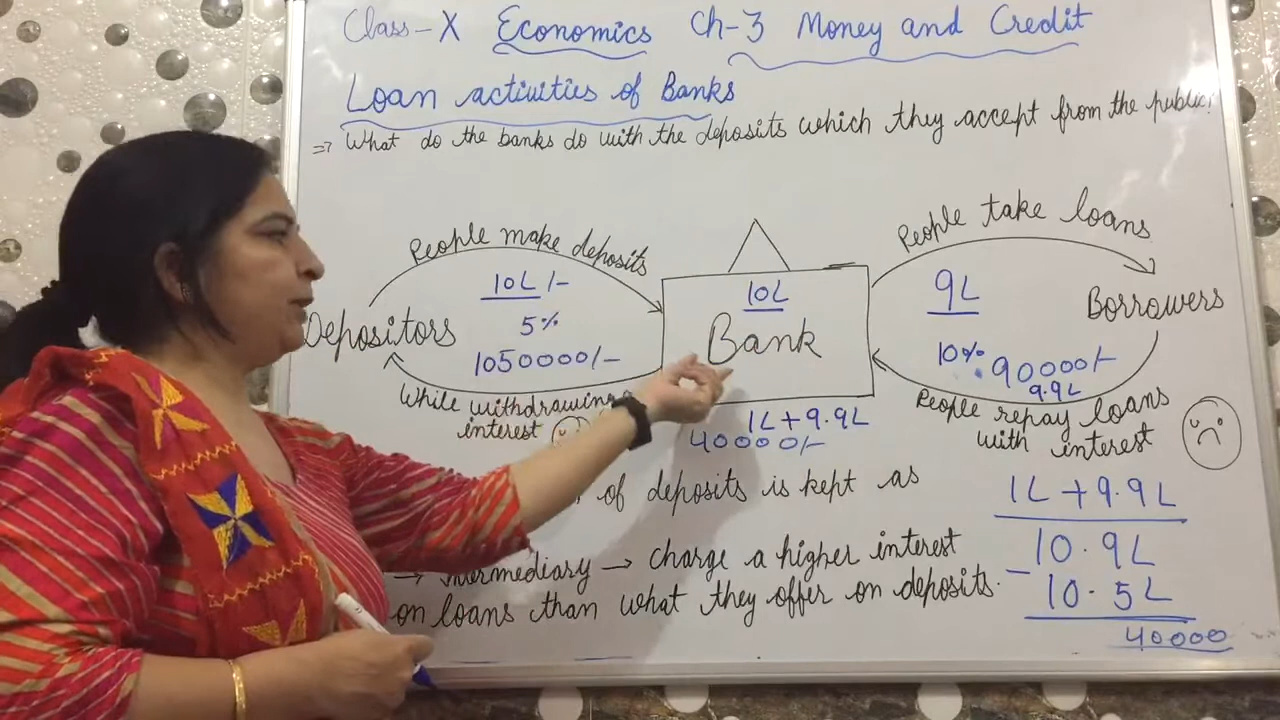 Class-X Economics Ch-3 Money and Credit
Loan activities of Banks
=> What do the banks do with the deposits which they accept from the public?
People make deposits
10L/-
5%
1050000/-
Depositors
While withdrawing
interest
10L
Bank
1L+9.9L
40000/-
People take loans
9L
10%
90000/-
9.9L
Borrowers
People repay loans
with interest
of deposits is kept as
→ Intermediary → charge a higher interest
on loans than what they offer on deposits.
1L+9.9L
10.9L
- 10.5L
40000